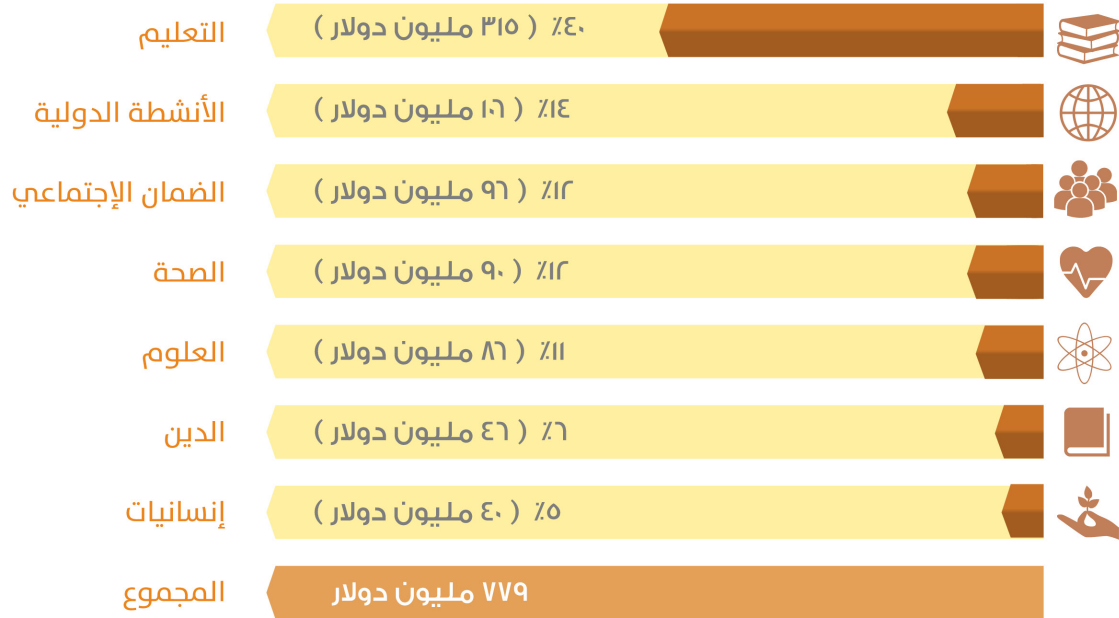 التعليم ٤٠٪ ( ٣١٥ مليون دولار )
الأنشطة الدولية ١٤٪ ( ١٠٦ مليون دولار )
الضمان الإجتماعي ١٢٪ ( ٩٦ مليون دولار )
الصحة ١٢٪ ( ٩٠ مليون دولار )
العلوم ١١٪ ( ٨٦ مليون دولار )
الدين ٦٪ ( ٤٦ مليون دولار )
إنسانيات ٥٪ ( ٤٠ مليون دولار )
المجموع ٧٧٩ مليون دولار